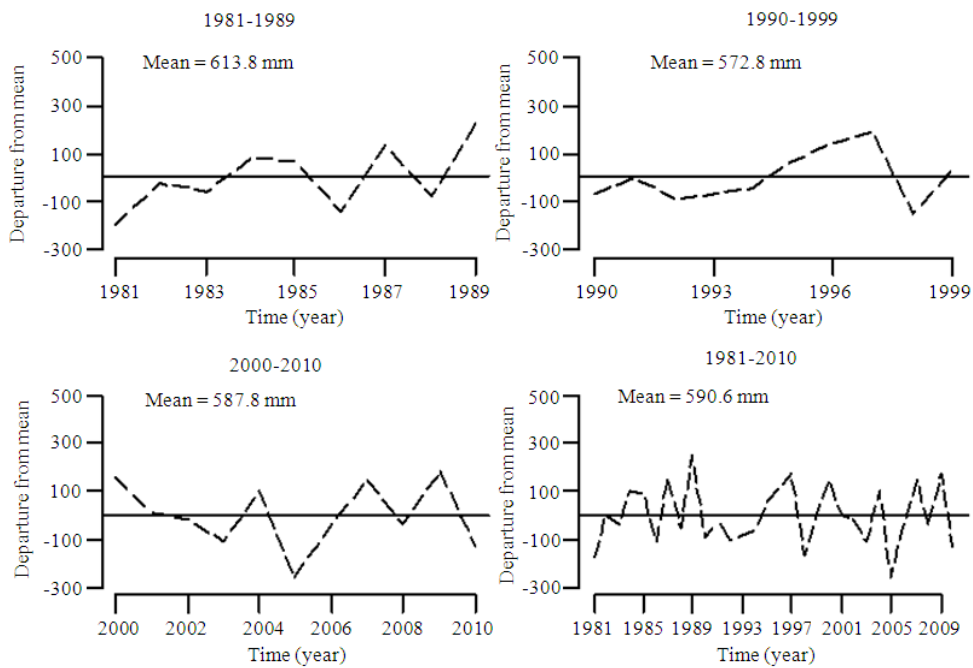 1981-1989
Mean = 613.8 mm
Departure from mean
500
300
100
-100
-300
1981 1983 1985 1987 1989
Time (year)
1990-1999
Mean = 572.8 mm
Departure from mean
500
300
100
-100
-300
1990 1993 1996 1999
Time (year)
2000-2010
Mean = 587.8 mm
Departure from mean
500
300
100
-100
-300
2000 2002 2004 2006 2008 2010
Time (year)
1981-2010
Mean = 590.6 mm
Departure from mean
500
300
100
-100
-300
1981 1985 1989 1993 1997 2001 2005 2009
Time (year)